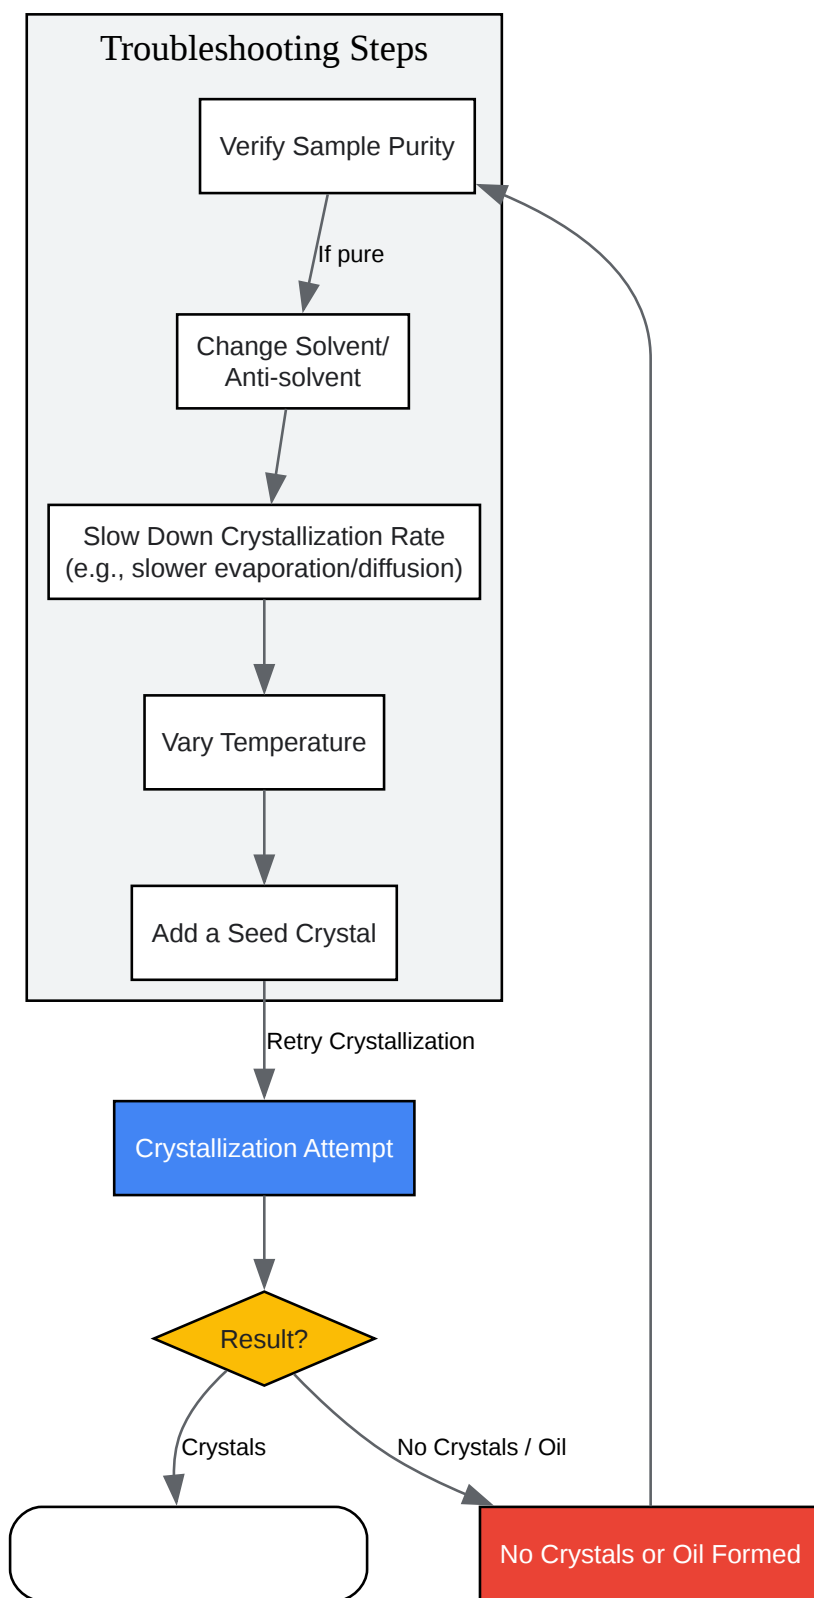 Troubleshooting Steps
Verify Sample Purity
If pure
Change Solvent/
Anti-solvent
Slow Down Crystallization Rate
(e.g., slower evaporation/diffusion)
Vary Temperature
Add a Seed Crystal
Retry Crystallization
Crystallization Attempt
Result?
Crystals
No Crystals / Oil
No Crystals or Oil Formed